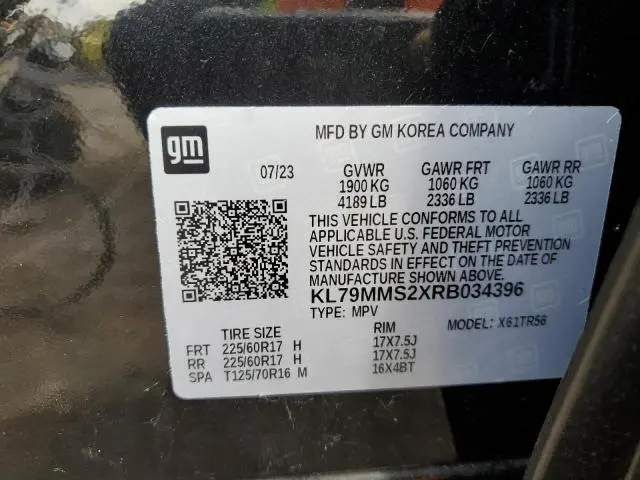 gm
MFD BY GM KOREA COMPANY
07/23 GVWR GAWR FRT GAWR RR
1900 KG 1060 KG 1060 KG
4189 LB 2336 LB 2336 LB
THIS VEHICLE CONFORMS TO ALL
APPLICABLE U.S. FEDERAL MOTOR
VEHICLE SAFETY AND THEFT PREVENTION
STANDARDS IN EFFECT ON THE DATE OF
MANUFACTURE SHOWN ABOVE.
KL79MMS2XRB034396
TYPE: MPV MODEL: X61TR56
TIRE SIZE RIM
FRT 225/60R17 H 17X7.5J
RR 225/60R17 H 17X7.5J
SPA T125/70R16 M 16X4BT